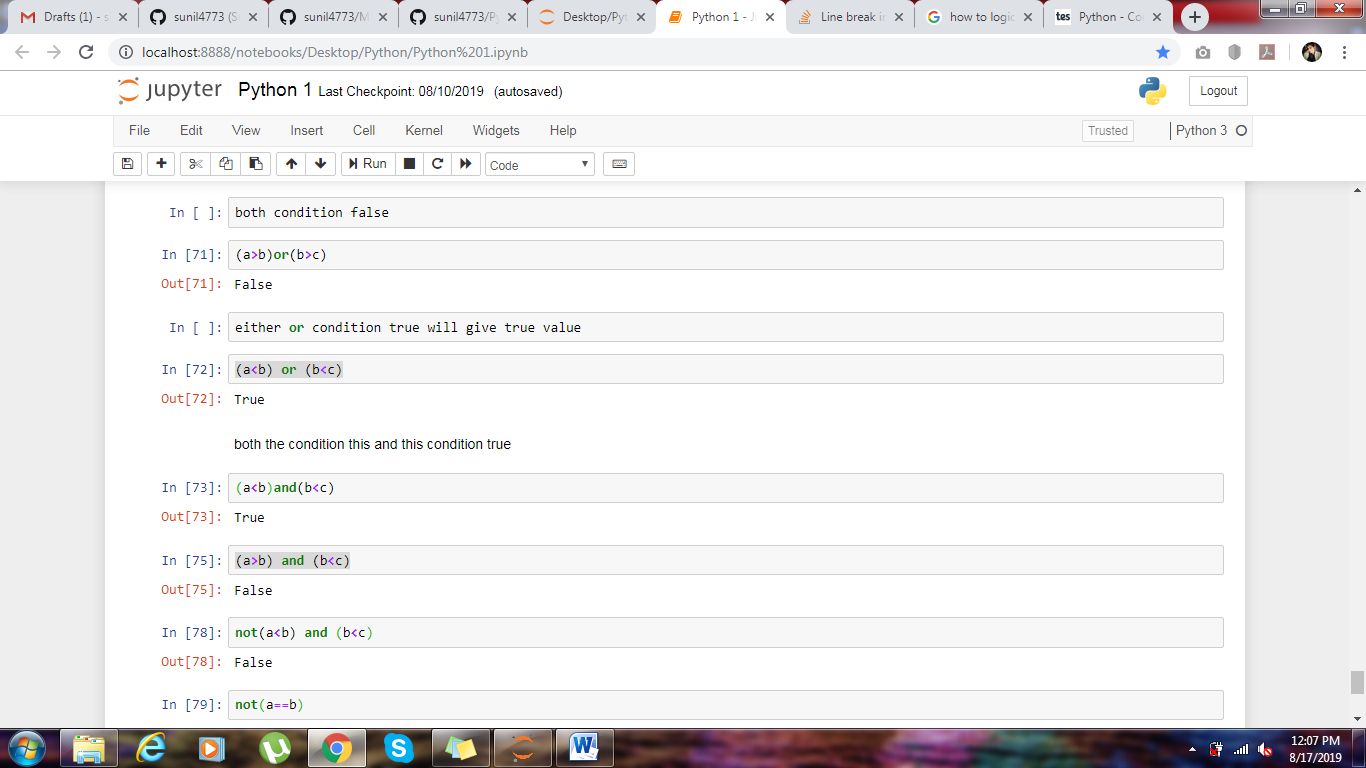 Drafts (1) - s
sunil4773 (S
sunil4773/M
sunil4773/Py
Desktop/Pyt
Python 1 - J
Line break i
how to logic
tes Python - Co
localhost:8888/notebooks/Desktop/Python/Python%201.ipynb
jupyter Python 1 Last Checkpoint: 08/10/2019 (autosaved)
Logout
File Edit View Insert Cell Kernel Widgets Help
Trusted Python 3
Run Code
In [ ]: both condition false
In [71]: (a>b)or(b>c)
Out[71]: False
In [ ]: either or condition true will give true value
In [72]: (a<b) or (b<c)
Out[72]: True
both the condition this and this condition true
In [73]: (a<b)and(b<c)
Out[73]: True
In [75]: (a>b) and (b<c)
Out[75]: False
In [78]: not(a<b) and (b<c)
Out[78]: False
In [79]: not(a==b)
12:07 PM
8/17/2019